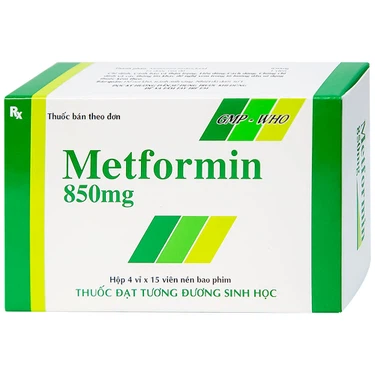 GMP - WHO
Rx
Thuốc bán theo đơn
Metformin
850mg
Hộp 4 vỉ x 15 viên nén bao phim
THUỐC ĐẠT TƯƠNG ĐƯƠNG SINH HỌC
Metformin
850mg